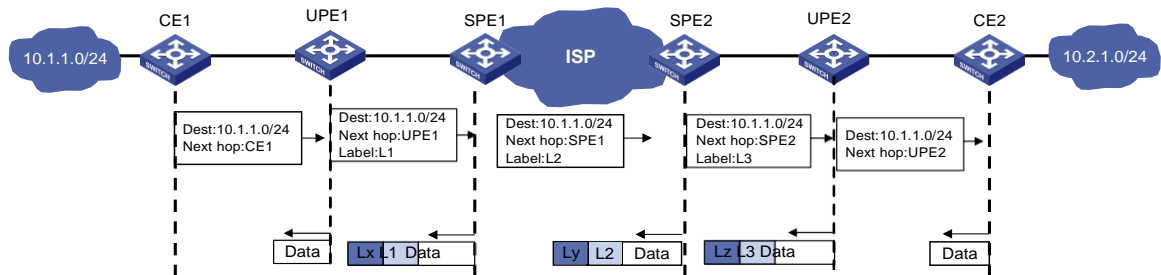 CE1
UPE1
SPE1
SPE2
UPE2
CE2
10.1.1.0/24
SWITCH
SWITCH
SWITCH
ISP
SWITCH
SWITCH
SWITCH
10.2.1.0/24
Dest:10.1.1.0/24
Next hop:CE1
Dest:10.1.1.0/24
Next hop:UPE1
Label:L1
Dest:10.1.1.0/24
Next hop:SPE1
Label:L2
Dest:10.1.1.0/24
Next hop:SPE2
Label:L3
Dest:10.1.1.0/24
Next hop:UPE2
Data
Lx L1 Data
Ly L2 Data
Lz L3 Data
Data